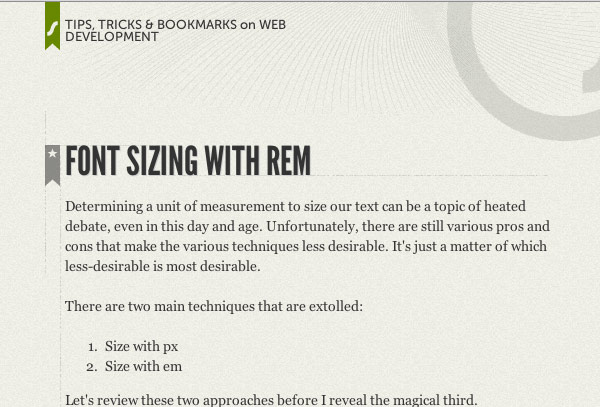 TIPS, TRICKS & BOOKMARKS on WEB
DEVELOPMENT
FONT SIZING WITH REM
Determining a unit of measurement to size our text can be a topic of heated
debate, even in this day and age. Unfortunately, there are still various pros and
cons that make the various techniques less desirable. It's just a matter of which
less-desirable is most desirable.
There are two main techniques that are extolled:
1. Size with px
2. Size with em
Let's review these two approaches before I reveal the magical third.